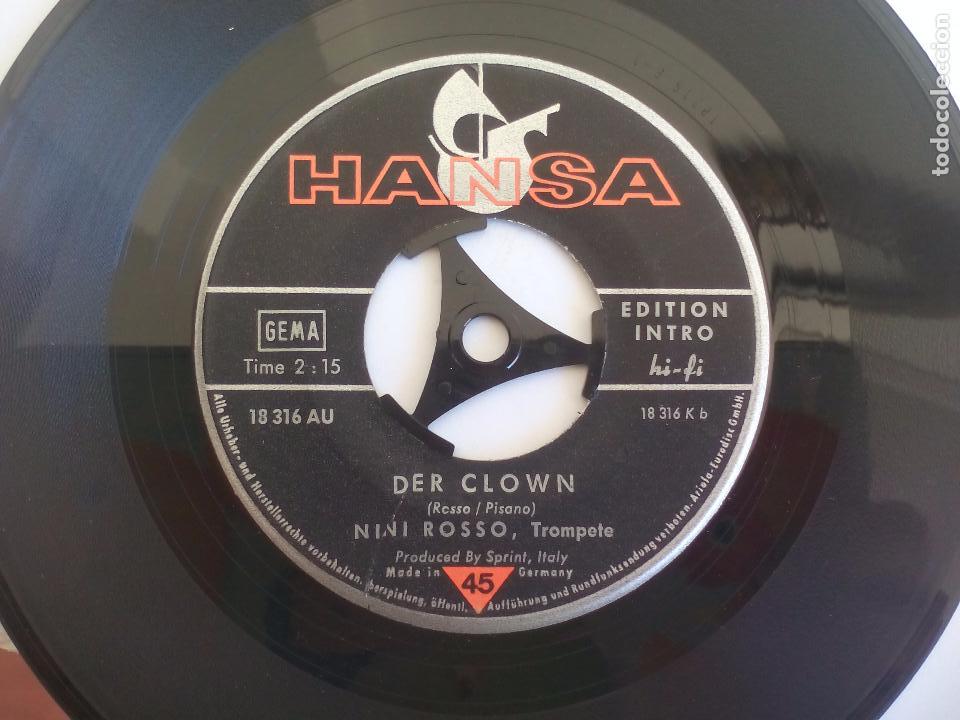 HANSA
GEMA
Time 2 : 15
EDITION
INTRO
hi-fi
18 316 AU
18 316 K b
DER CLOWN
(Rosso / Pisano)
NINI ROSSO, Trompete
Produced By Sprint, Italy
Made in Germany
45
Alle Urheber- und Herstellerrechte vorbehalten. berspielung, öffentl. Aufführung und Rundfunksendung verboten. Ariola-Eurodisc GmbH.
todocoleccion